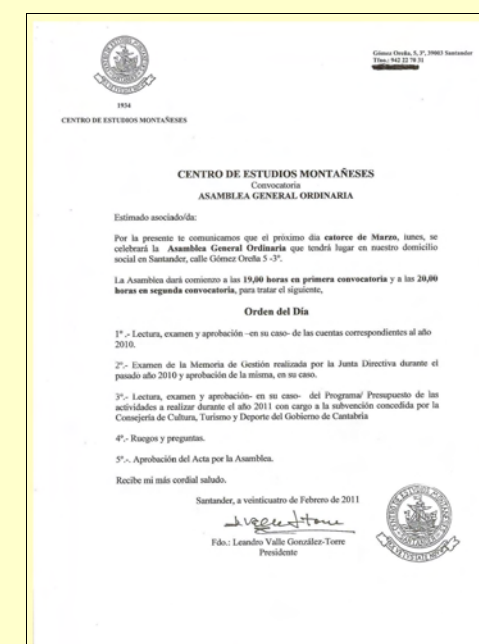 1934
CENTRO DE ESTUDIOS MONTAÑESES
Gómez Oreña, 5, 3º, 39003 Santander
Tfno.: 942 22 70 31
CENTRO DE ESTUDIOS MONTAÑESES
Convocatoria
ASAMBLEA GENERAL ORDINARIA
Estimado asociado/da:
Por la presente te comunicamos que el próximo día catorce de Marzo, lunes, se
celebrará la Asamblea General Ordinaria que tendrá lugar en nuestro domicilio
social en Santander, calle Gómez Oreña 5 -3º.
La Asamblea dará comienzo a las 19,00 horas en primera convocatoria y a las 20,00
horas en segunda convocatoria, para tratar el siguiente,
Orden del Día
1º .- Lectura, examen y aprobación –en su caso- de las cuentas correspondientes al año
2010.
2º.- Examen de la Memoria de Gestión realizada por la Junta Directiva durante el
pasado año 2010 y aprobación de la misma, en su caso.
3º.- Lectura, examen y aprobación- en su caso- del Programa/ Presupuesto de las
actividades a realizar durante el año 2011 con cargo a la subvención concedida por la
Consejería de Cultura, Turismo y Deporte del Gobierno de Cantabria
4º.- Ruegos y preguntas.
5º.-. Aprobación del Acta por la Asamblea.
Recibe mi más cordial saludo.
Santander, a veinticuatro de Febrero de 2011
Fdo.: Leandro Valle González-Torre
Presidente
CENTRO DE ESTUDIOS MONTAÑESES
SANTANDER